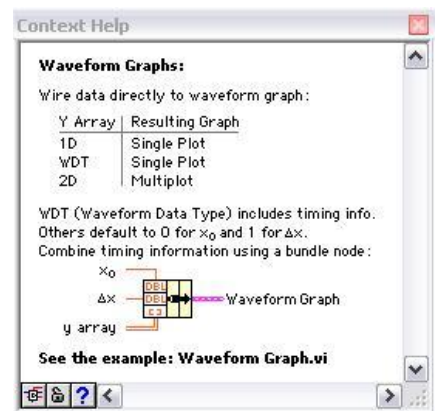 Context Help
Waveform Graphs:
Wire data directly to waveform graph:
Y Array | Resulting Graph
1D Single Plot
WDT Single Plot
2D Multiplot
WDT (Waveform Data Type) includes timing info.
Others default to 0 for x₀ and 1 for Δx.
Combine timing information using a bundle node:
x₀
DBL
Δx DBL Waveform Graph
y array
See the example: Waveform Graph.vi
?